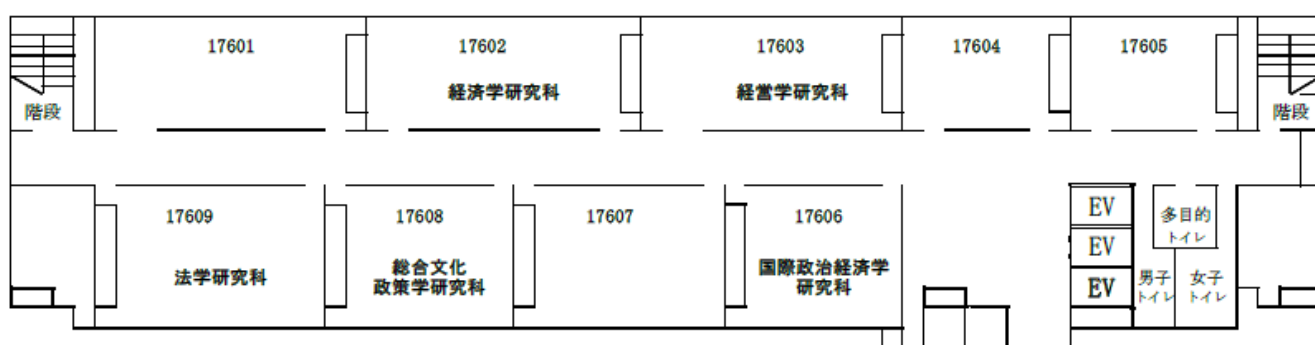 17601
17602
経済学研究科
17603
経営学研究科
17604
17605
階段
階段
17609
法学研究科
17608
総合文化
政策学研究科
17607
17606
国際政治経済学
研究科
EV
EV
EV
多目的
トイレ
男子
トイレ
女子
トイレ